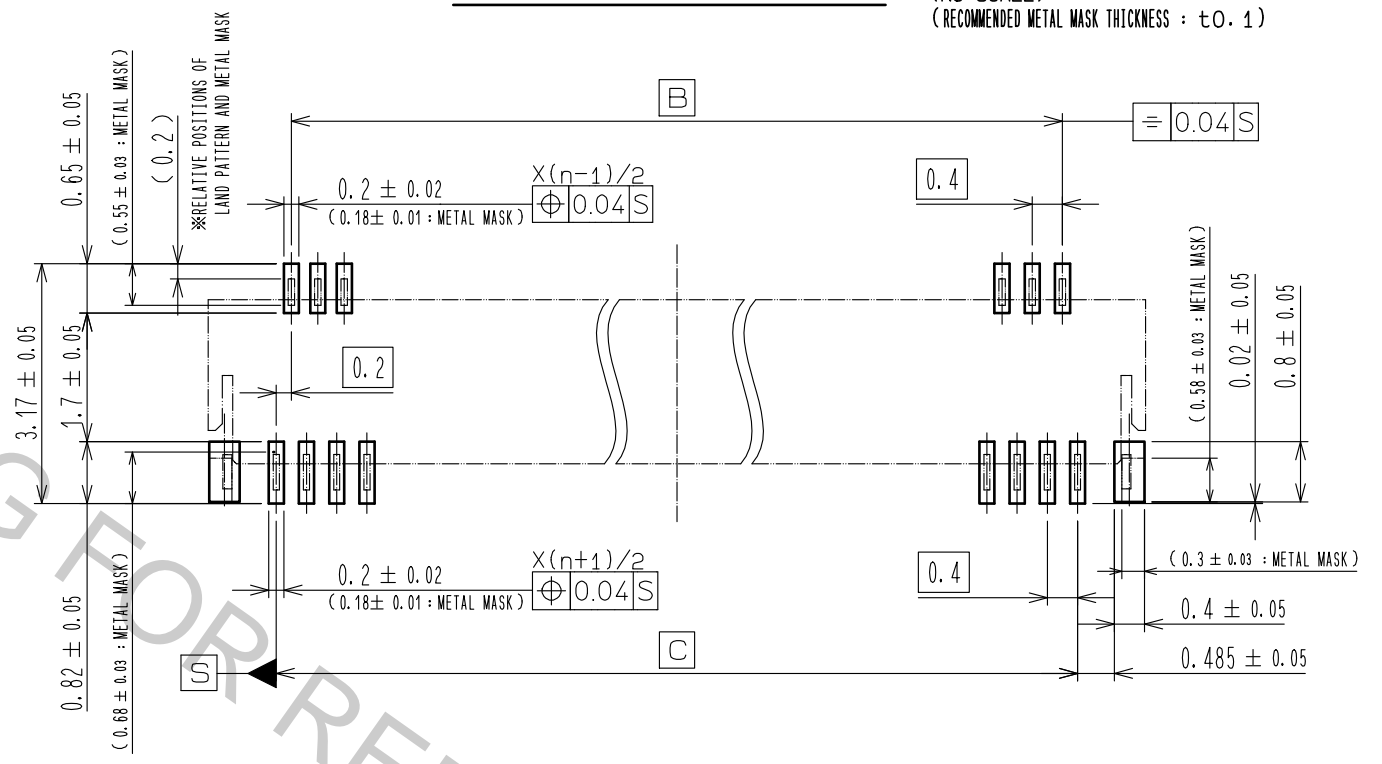 (RECOMMENDED METAL MASK THICKNESS : t0. 1)
0.65 ± 0.05
(0.55 ± 0.03 : METAL MASK)
(0.2)
※RELATIVE POSITIONS OF
LAND PATTERN AND METAL MASK
B
0.04 S
0.2 ± 0.02
(0.18± 0.01 : METAL MASK)
X(n-1)/2
0.04 S
0.4
3.17 ± 0.05
1.7 ± 0.05
0.2
(0.58 ± 0.03 : METAL MASK)
0.02 ± 0.05
0.8 ± 0.05
0.82 ± 0.05
(0.68 ± 0.03 : METAL MASK)
0.2 ± 0.02
(0.18± 0.01 : METAL MASK)
X(n+1)/2
0.04 S
0.4
(0.3 ± 0.03 : METAL MASK)
0.4 ± 0.05
0.485 ± 0.05
S
C
G FOR REF